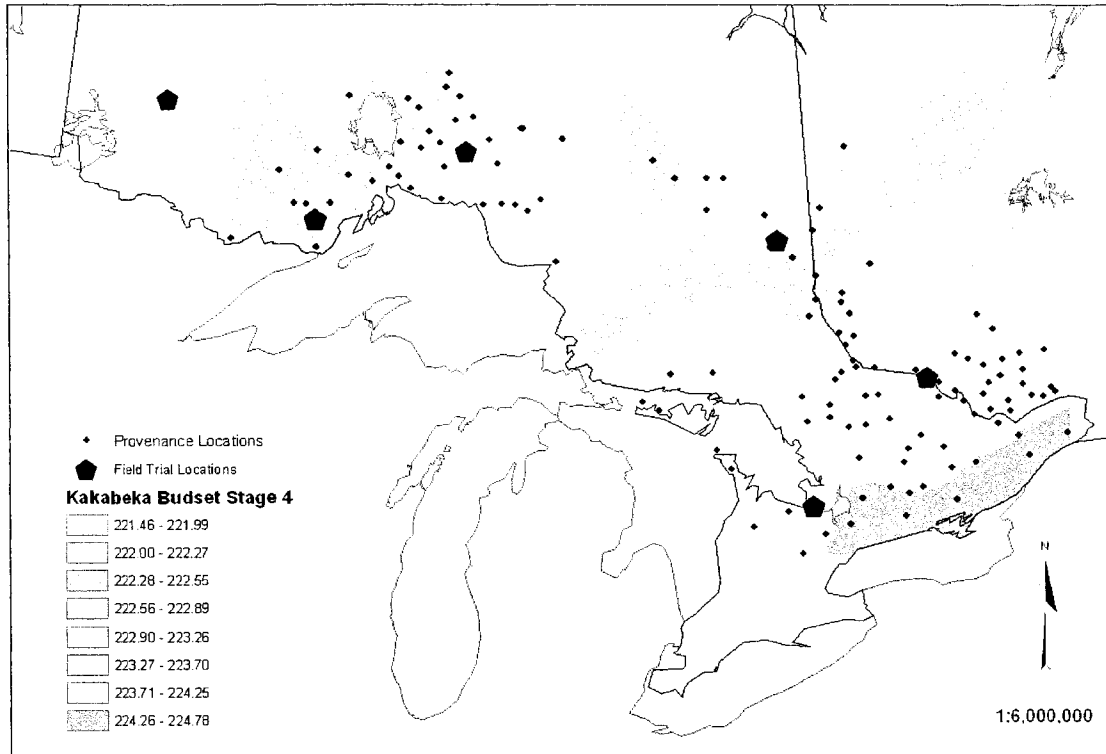 Provenance Locations
Field Trial Locations
Kakabeka Budset Stage 4
221.46 - 221.99
222.00 - 222.27
222.28 - 222.55
222.56 - 222.89
222.90 - 223.26
223.27 - 223.70
223.71 - 224.25
224.26 - 224.78
N
1:6,000,000